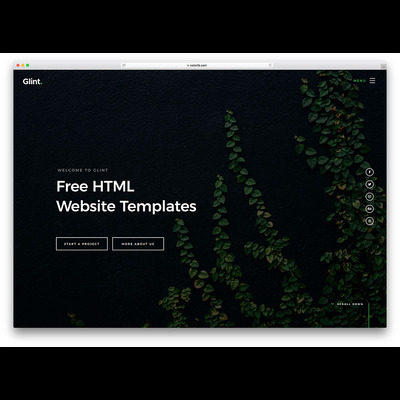 colorlib.com
Glint.
MENU
WELCOME TO GLINT
Free HTML
Website Templates
START A PROJECT
MORE ABOUT US
SCROLL DOWN